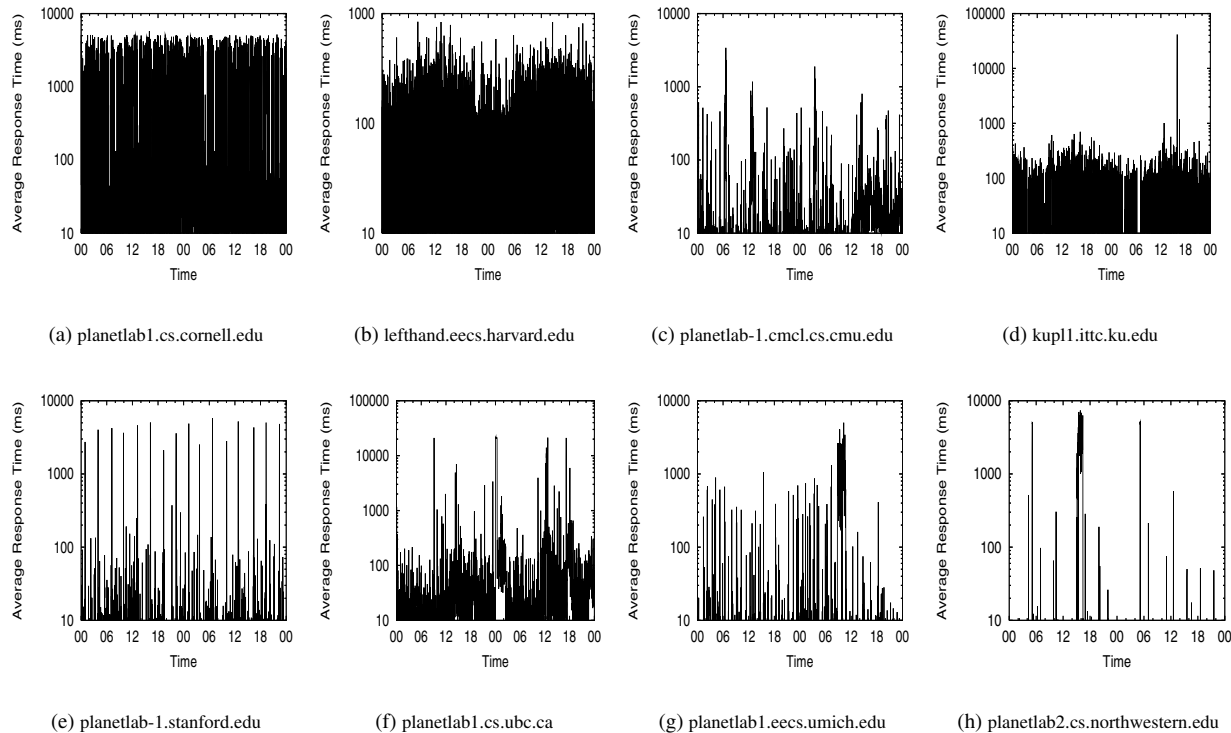 Average Response Time (ms)
10000
1000
100
10
00 06 12 18 00 06 12 18 00
Time
(a) planetlab1.cs.cornell.edu
Average Response Time (ms)
1000
100
10
00 06 12 18 00 06 12 18 00
Time
(b) lefthand.eecs.harvard.edu
Average Response Time (ms)
10000
1000
100
10
00 06 12 18 00 06 12 18 00
Time
(c) planetlab-1.cmcl.cs.cmu.edu
Average Response Time (ms)
100000
10000
1000
100
10
00 06 12 18 00 06 12 18 00
Time
(d) kupl1.ittc.ku.edu
Average Response Time (ms)
10000
1000
100
10
00 06 12 18 00 06 12 18 00
Time
(e) planetlab-1.stanford.edu
Average Response Time (ms)
100000
10000
1000
100
10
00 06 12 18 00 06 12 18 00
Time
(f) planetlab1.cs.ubc.ca
Average Response Time (ms)
10000
1000
100
10
00 06 12 18 00 06 12 18 00
Time
(g) planetlab1.eecs.umich.edu
Average Response Time (ms)
10000
1000
100
10
00 06 12 18 00 06 12 18 00
Time
(h) planetlab2.cs.northwestern.edu